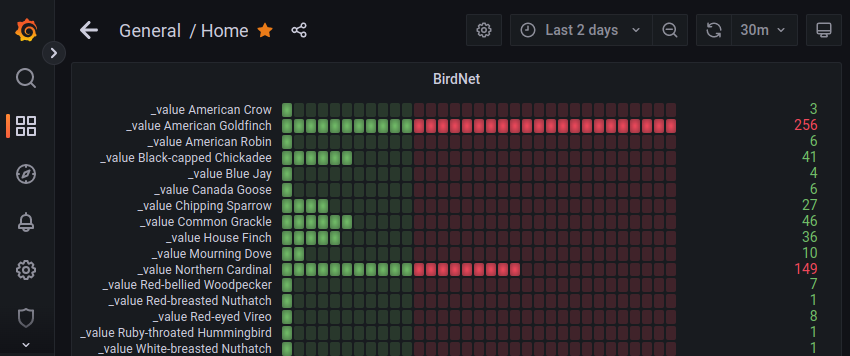 General / Home
Last 2 days
30m
BirdNet
_value American Crow 3
_value American Goldfinch 256
_value American Robin 6
_value Black-capped Chickadee 41
_value Blue Jay 4
_value Canada Goose 6
_value Chipping Sparrow 27
_value Common Grackle 46
_value House Finch 36
_value Mourning Dove 10
_value Northern Cardinal 149
_value Red-bellied Woodpecker 7
_value Red-breasted Nuthatch 1
_value Red-eyed Vireo 8
_value Ruby-throated Hummingbird 1
_value White-breasted Nuthatch 1